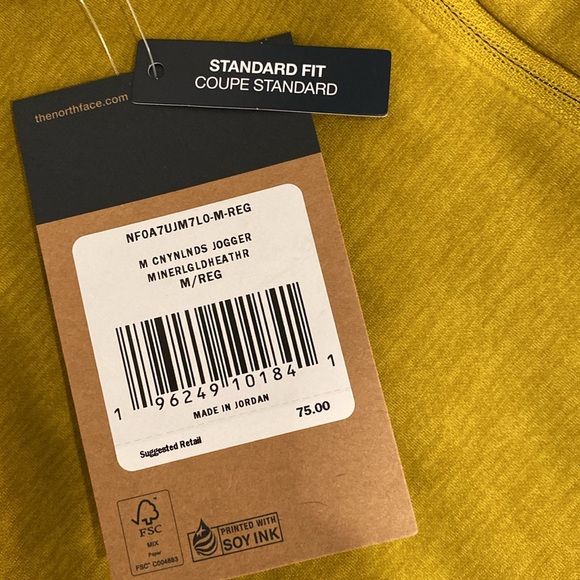 STANDARD FIT
COUPE STANDARD
thenorthface.com
NF0A7UJM7L0-M-REG
M CNYNLNDS JOGGER
MINERLGLDHEATHR
M/REG
1 96249 10184 1
MADE IN JORDAN
75.00
Suggested Retail
FSC
MIX
Paper
FSC™ C004883
PRINTED WITH
SOY INK